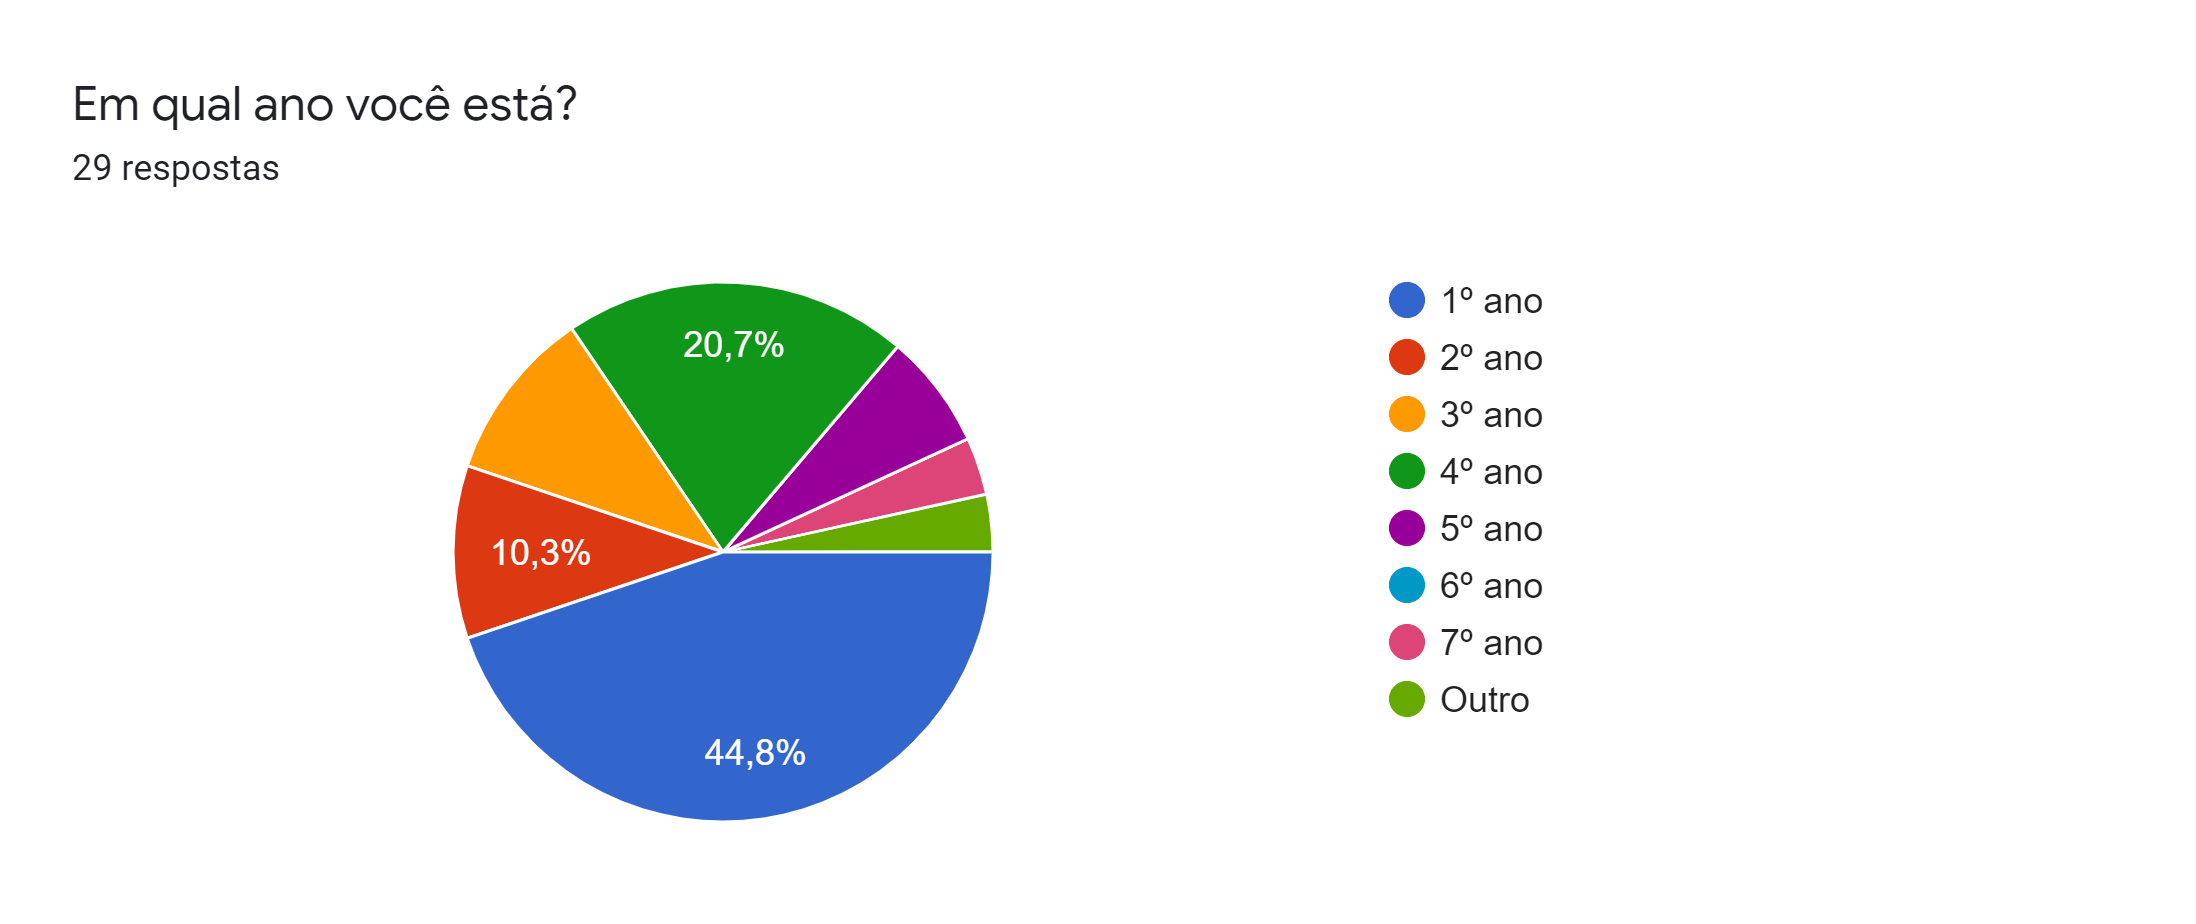 Em qual ano você está?
29 respostas
20,7%
10,3%
44,8%
1º ano
2º ano
3º ano
4º ano
5º ano
6º ano
7º ano
Outro